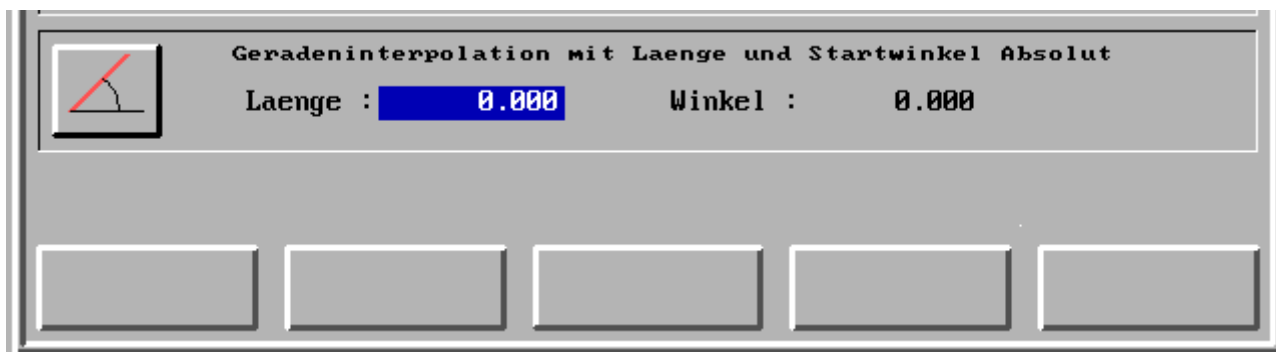 Geradeninterpolation mit Laenge und Startwinkel Absolut
Laenge : 0.000 Winkel : 0.000